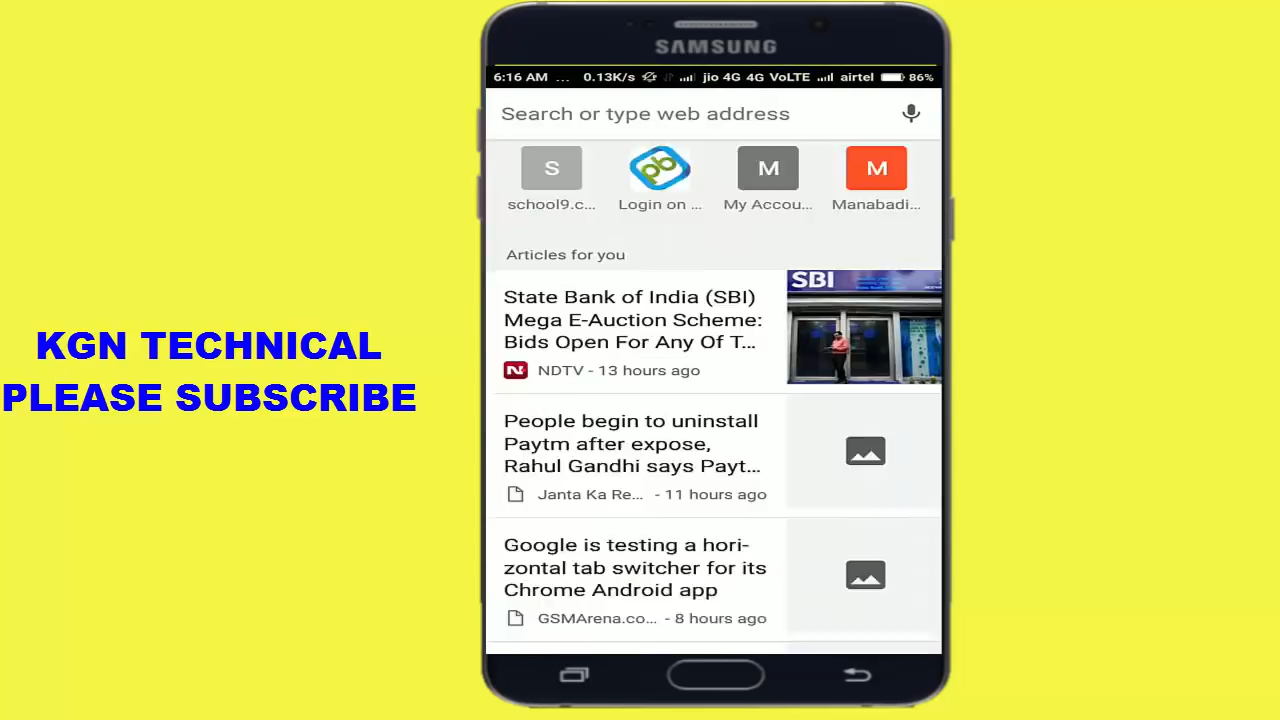 SAMSUNG
6:16 AM ... 0.13K/s jio 4G 4G VoLTE airtel 86%
Search or type web address
S
M
M
school9.c... Login on ... My Accou... Manabadi...
Articles for you
State Bank of India (SBI)
Mega E-Auction Scheme:
Bids Open For Any Of T...
NDTV - 13 hours ago
SBI
People begin to uninstall
Paytm after expose,
Rahul Gandhi says Payt...
Janta Ka Re... - 11 hours ago
Google is testing a hori-
zontal tab switcher for its
Chrome Android app
GSMArena.co... - 8 hours ago
KGN TECHNICAL
PLEASE SUBSCRIBE